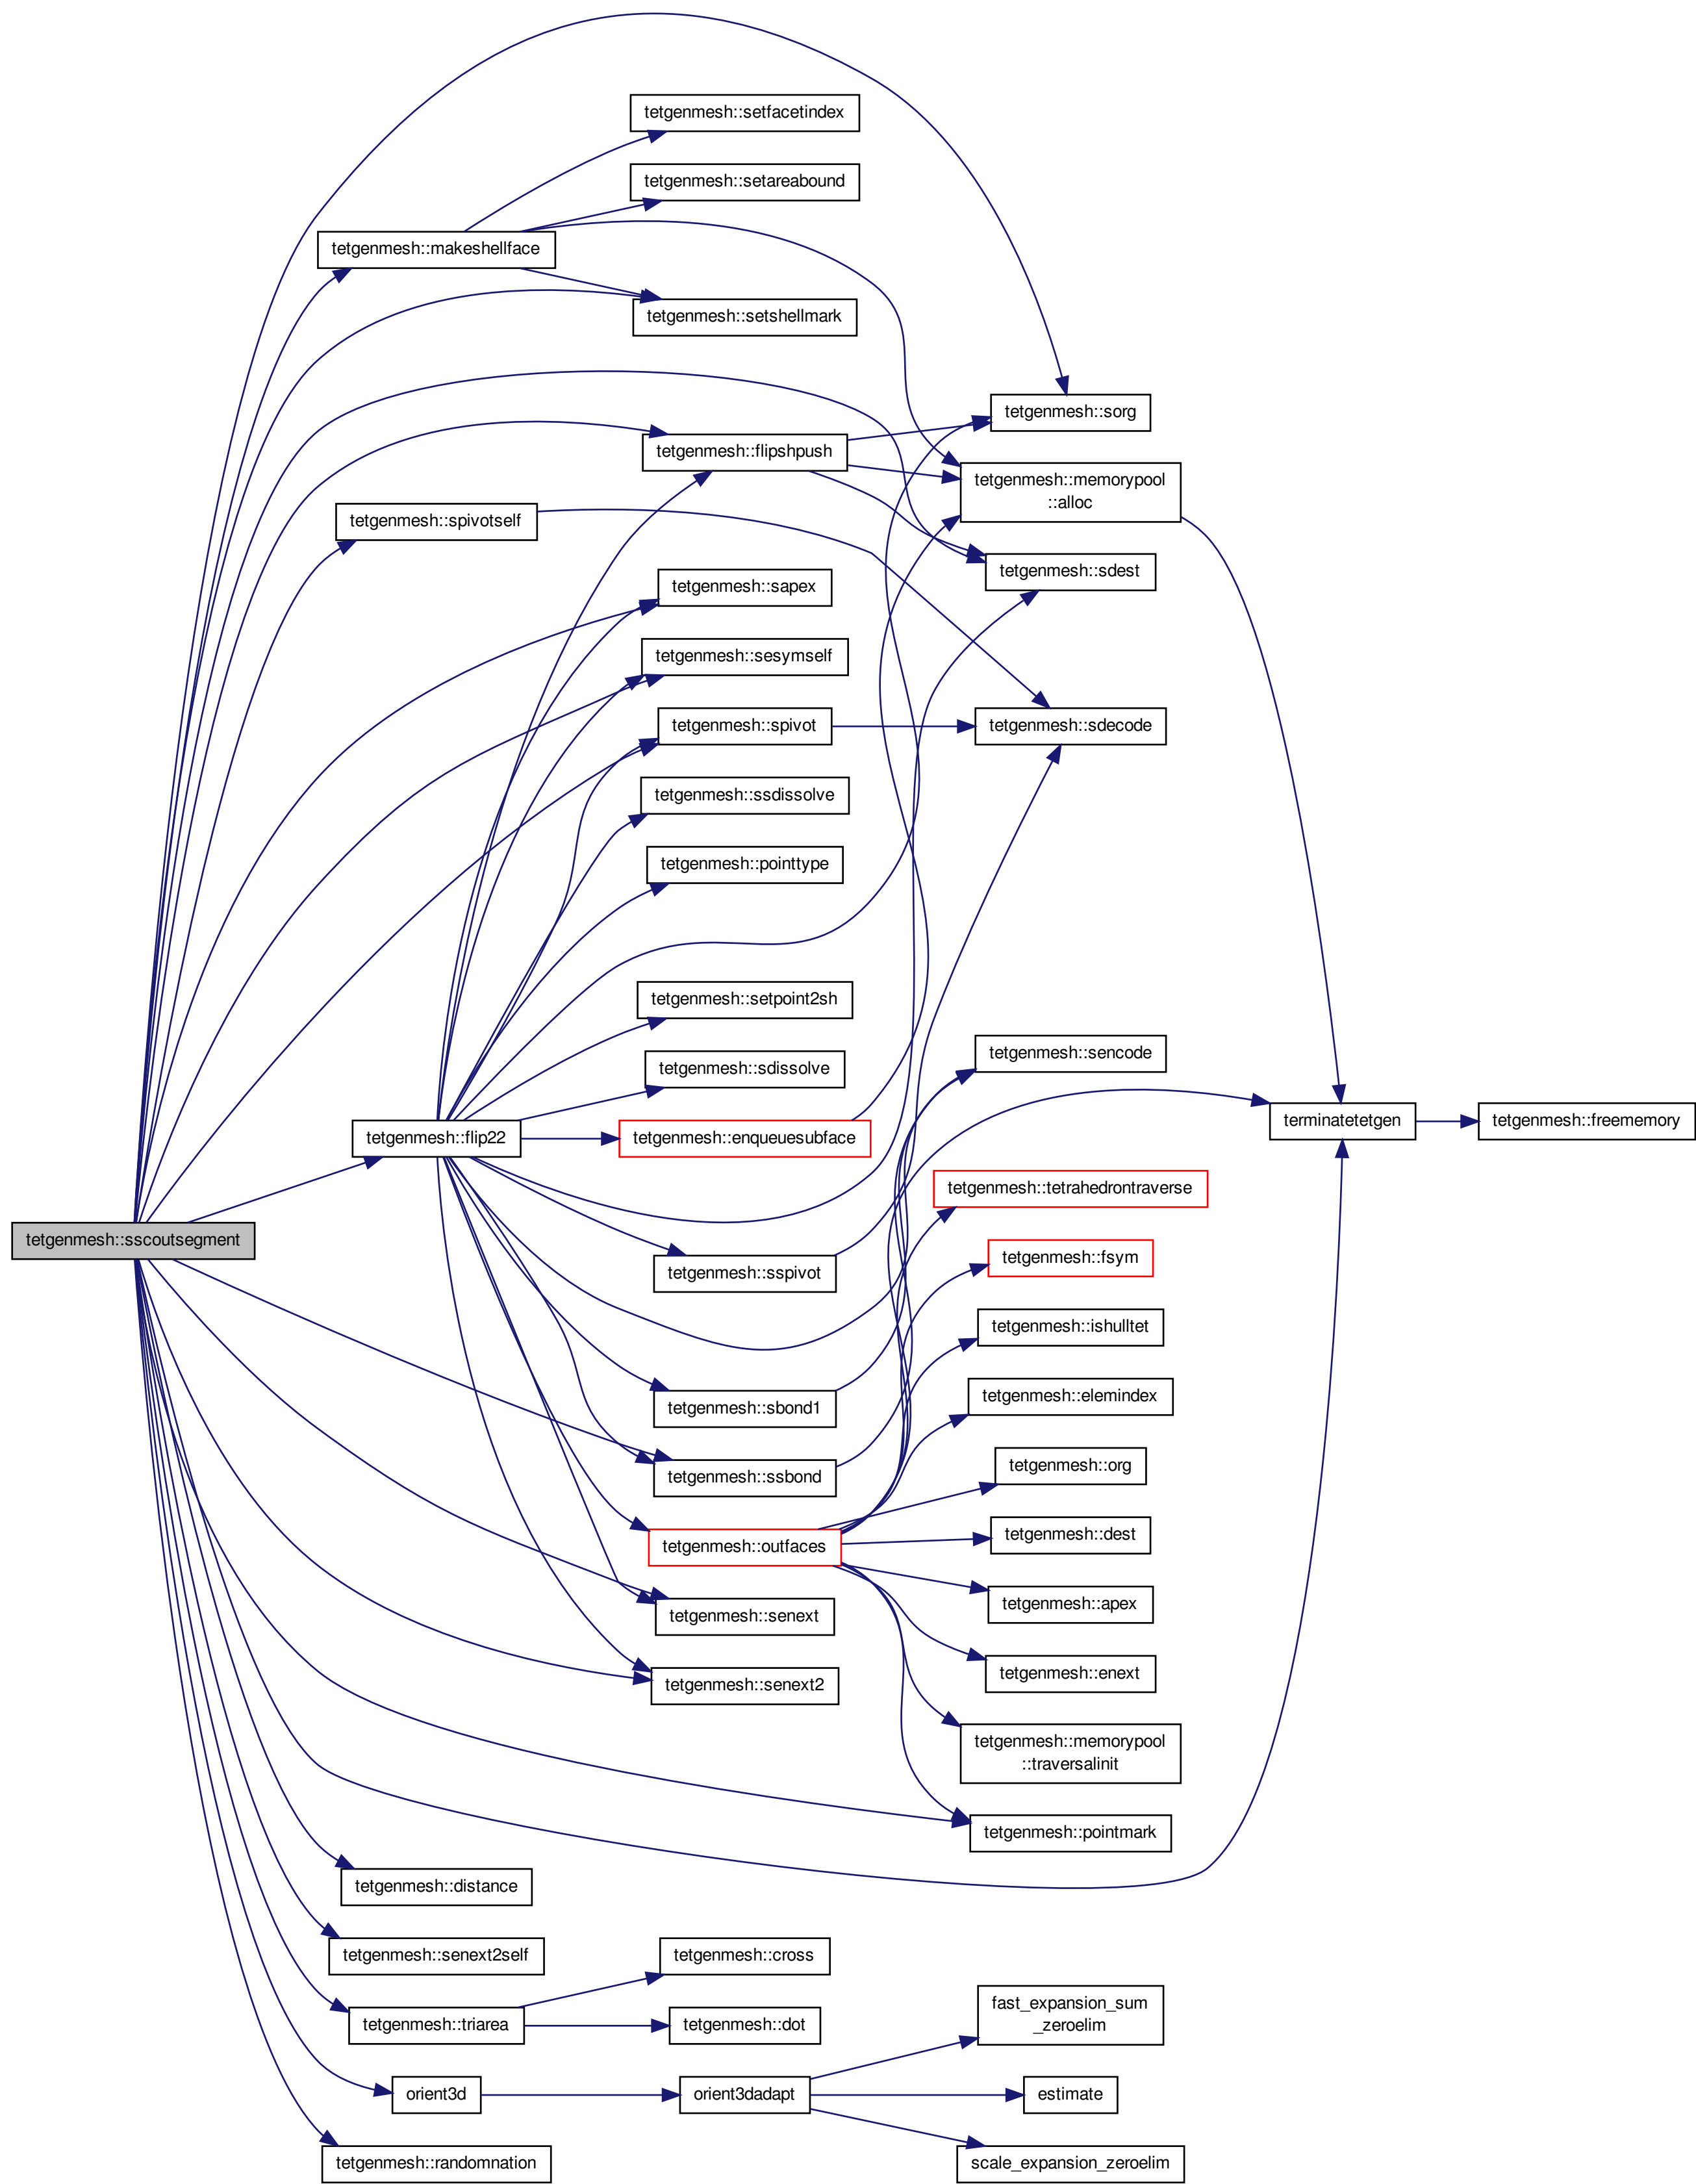 tetgenmesh::setfacetindex
tetgenmesh::setareabound
tetgenmesh::makeshellface
tetgenmesh::setshellmark
tetgenmesh::sorg
tetgenmesh::flipshpush
tetgenmesh::memorypool
::alloc
tetgenmesh::spivotself
tetgenmesh::sdest
tetgenmesh::sapex
tetgenmesh::sesymself
tetgenmesh::spivot
tetgenmesh::sdecode
tetgenmesh::ssdissolve
tetgenmesh::pointtype
tetgenmesh::setpoint2sh
tetgenmesh::sencode
tetgenmesh::sdissolve
terminatetetgen
tetgenmesh::freememory
tetgenmesh::flip22
tetgenmesh::enqueuesubface
tetgenmesh::tetrahedrontraverse
tetgenmesh::sscoutsegment
tetgenmesh::fsym
tetgenmesh::sspivot
tetgenmesh::ishulltet
tetgenmesh::elemindex
tetgenmesh::sbond1
tetgenmesh::org
tetgenmesh::ssbond
tetgenmesh::dest
tetgenmesh::outfaces
tetgenmesh::apex
tetgenmesh::senext
tetgenmesh::enext
tetgenmesh::senext2
tetgenmesh::memorypool
::traversalinit
tetgenmesh::pointmark
tetgenmesh::distance
tetgenmesh::senext2self
tetgenmesh::cross
tetgenmesh::triarea
tetgenmesh::dot
fast_expansion_sum
_zeroelim
orient3d
orient3dadapt
estimate
tetgenmesh::randomnation
scale_expansion_zeroelim